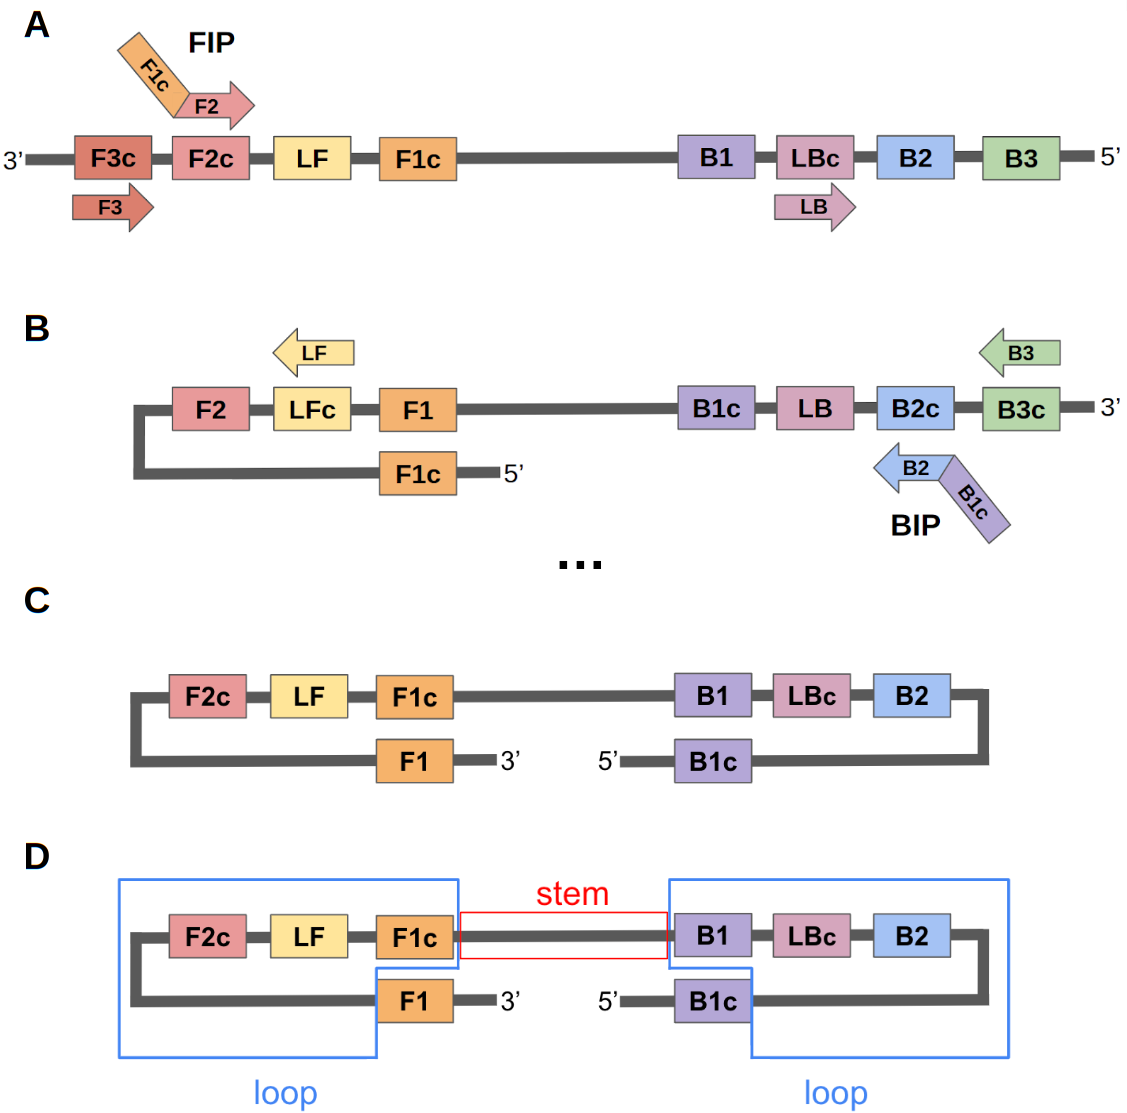 A
FIP
F1c
F2
3’ F3c F2c LF F1c B1 LBc B2 B3 5’
F3 LB
B
LF B3
F2 LFc F1 B1c LB B2c B3c 3’
F1c 5’
B2
B1c
BIP
...
C
F2c LF F1c B1 LBc B2
F1 3’ 5’ B1c
D
stem
F2c LF F1c B1 LBc B2
F1 3’ 5’ B1c
loop loop